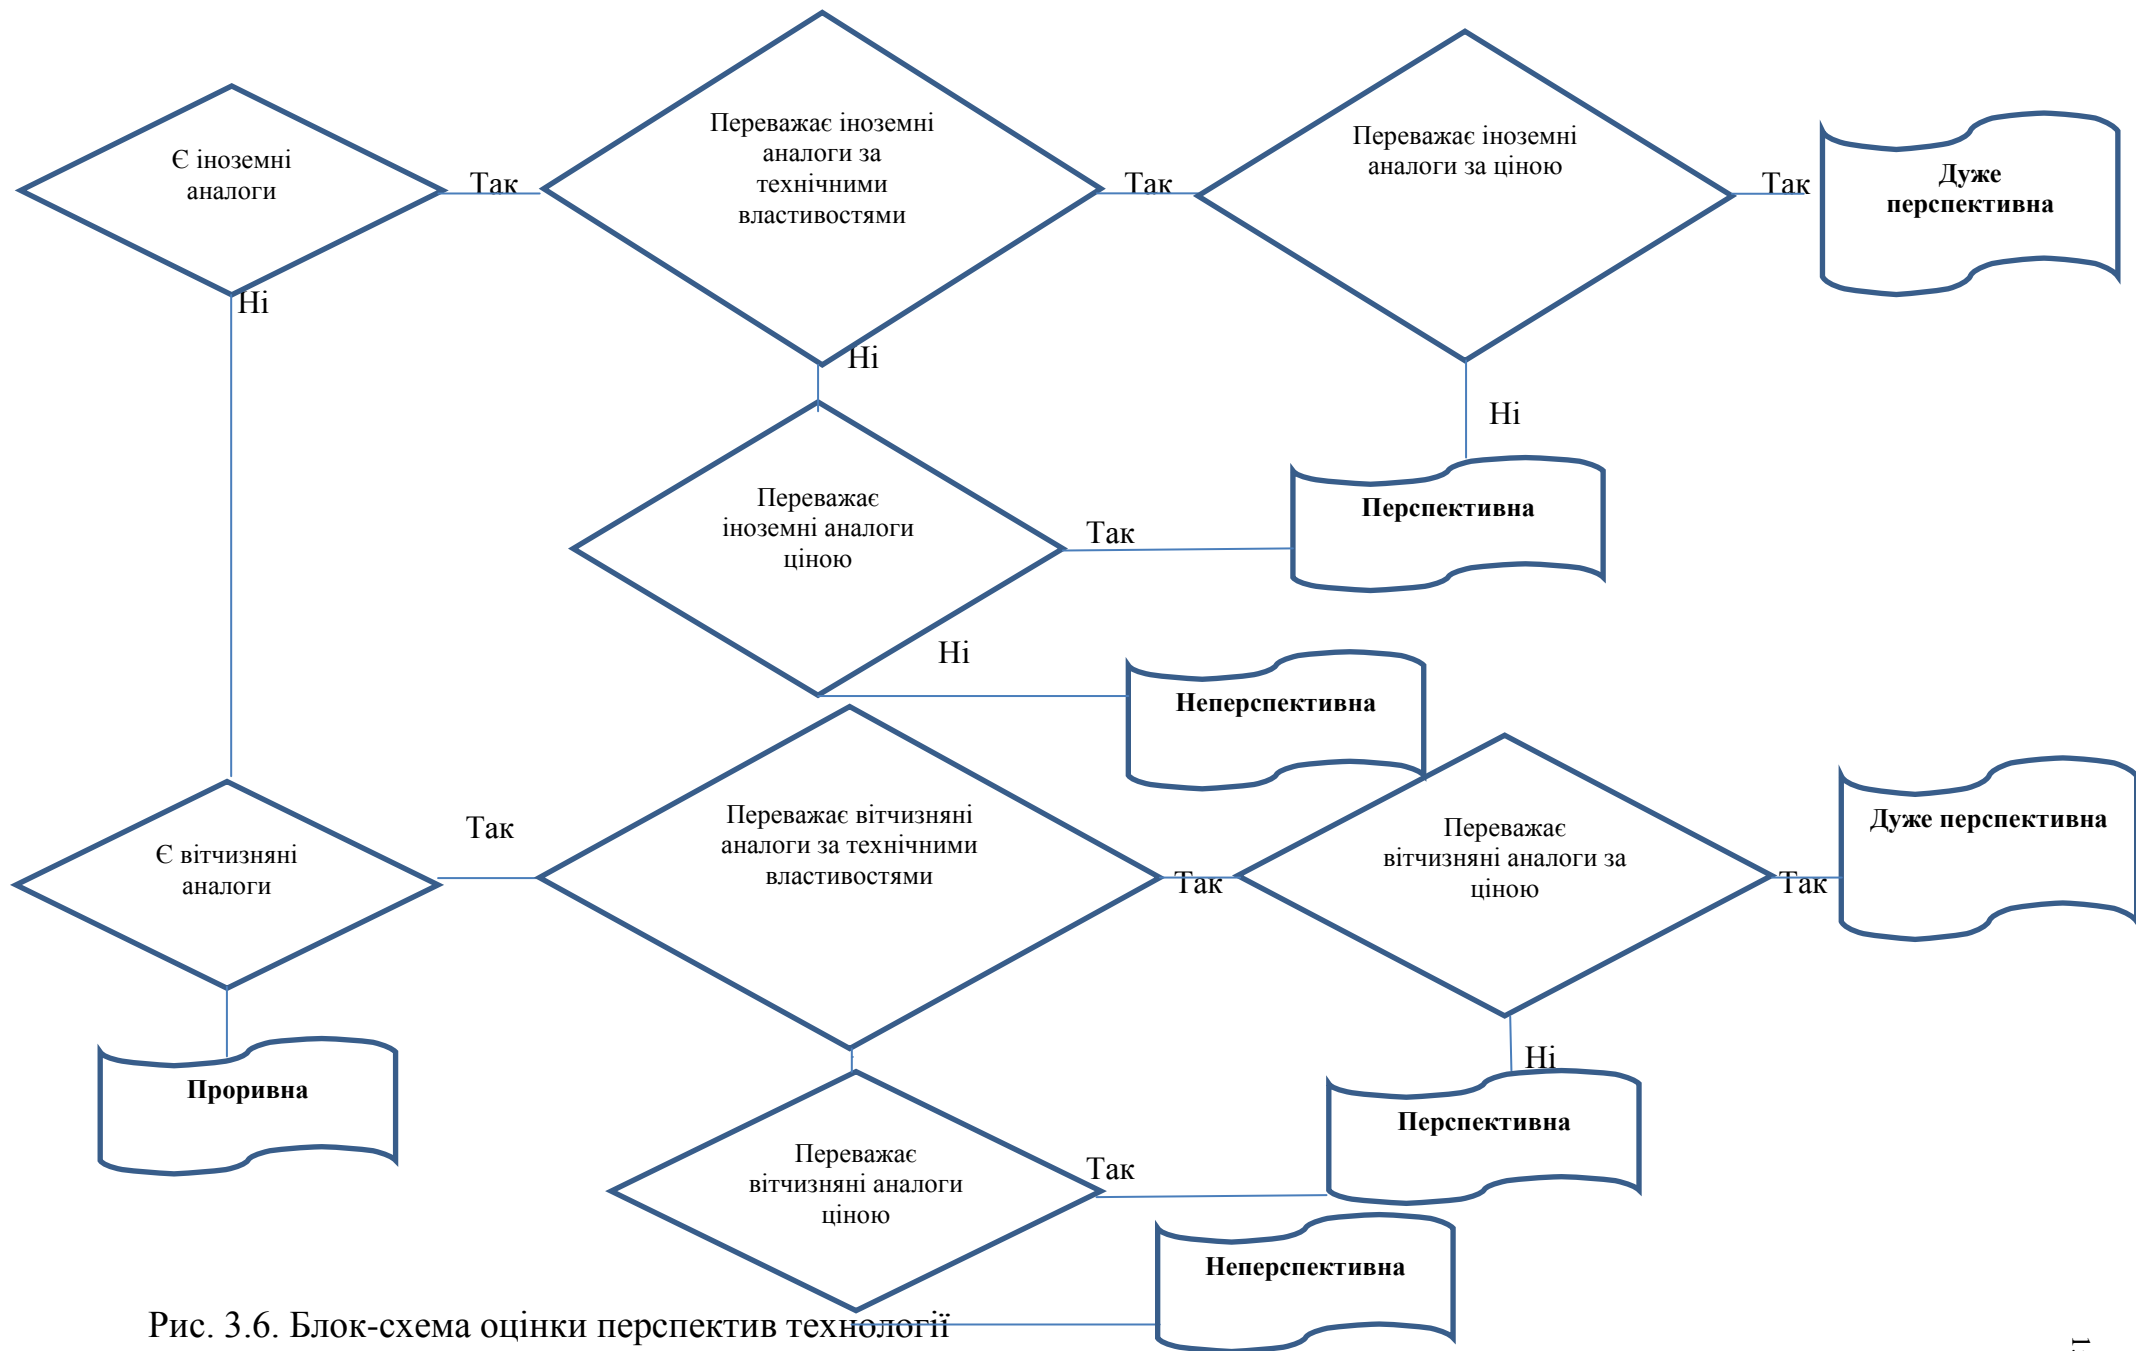 Є іноземні
аналоги
Так
Переважає іноземні
аналоги за
технічними
властивостями
Так
Переважає іноземні
аналоги за ціною
Так
Дуже
перспективна
Ні
Ні
Ні
Переважає
іноземні аналоги
ціною
Так
Перспективна
Ні
Неперспективна
Є вітчизняні
аналоги
Так
Переважає вітчизняні
аналоги за технічними
властивостями
Так
Переважає
вітчизняні аналоги за
ціною
Так
Дуже перспективна
Ні
Проривна
Переважає
вітчизняні аналоги
ціною
Так
Перспективна
Неперспективна
Рис. 3.6. Блок-схема оцінки перспектив технології